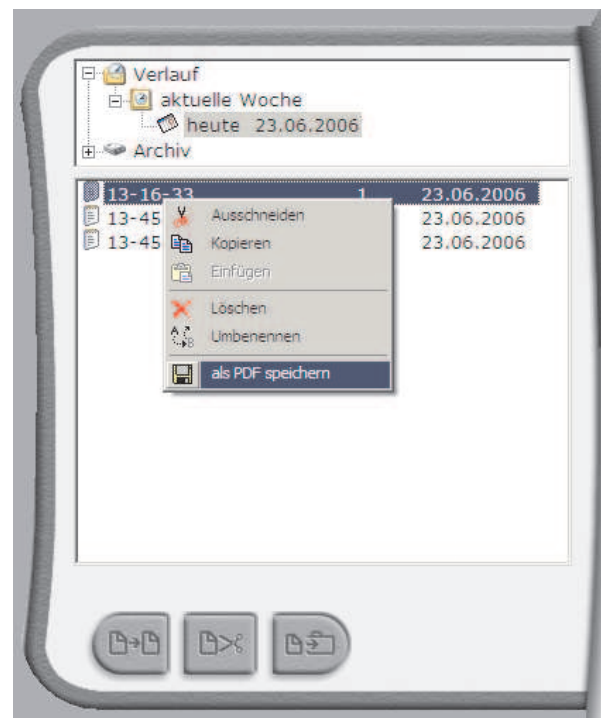 Verlauf
aktuelle Woche
heute 23.06.2006
Archiv
13-16-33 1 23.06.2006
13-45 23.06.2006
13-45 23.06.2006
Ausschneiden
Kopieren
Einfügen
Löschen
Umbenennen
als PDF speichern